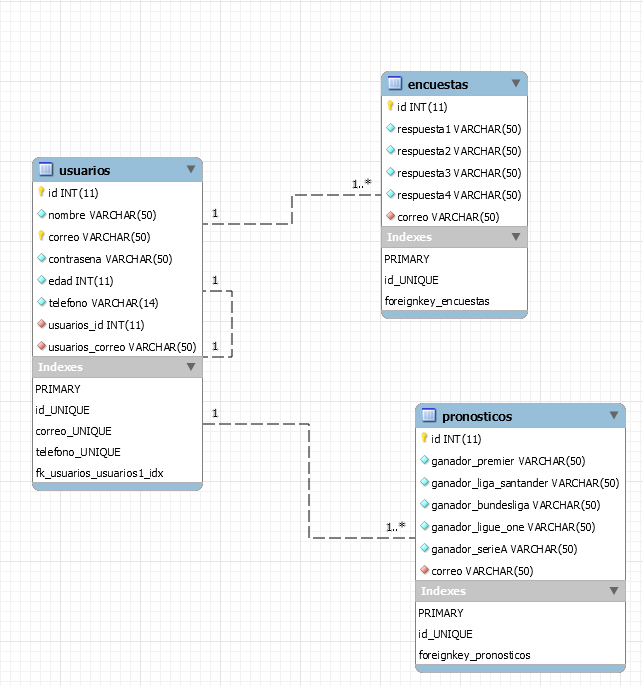 encuestas
id INT(11)
respuesta1 VARCHAR(50)
respuesta2 VARCHAR(50)
respuesta3 VARCHAR(50)
respuesta4 VARCHAR(50)
correo VARCHAR(50)
Indexes
PRIMARY
id_UNIQUE
foreignkey_encuestas
usuarios
id INT(11)
nombre VARCHAR(50)
correo VARCHAR(50)
contrasena VARCHAR(50)
edad INT(11)
telefono VARCHAR(14)
usuarios_id INT(11)
usuarios_correo VARCHAR(50)
Indexes
PRIMARY
id_UNIQUE
correo_UNIQUE
telefono_UNIQUE
fk_usuarios_usuarios1_idx
1
1..*
1
1
1
1..*
pronosticos
id INT(11)
ganador_premier VARCHAR(50)
ganador_liga_santander VARCHAR(50)
ganador_bundesliga VARCHAR(50)
ganador_ligue_one VARCHAR(50)
ganador_serieA VARCHAR(50)
correo VARCHAR(50)
Indexes
PRIMARY
id_UNIQUE
foreignkey_pronosticos